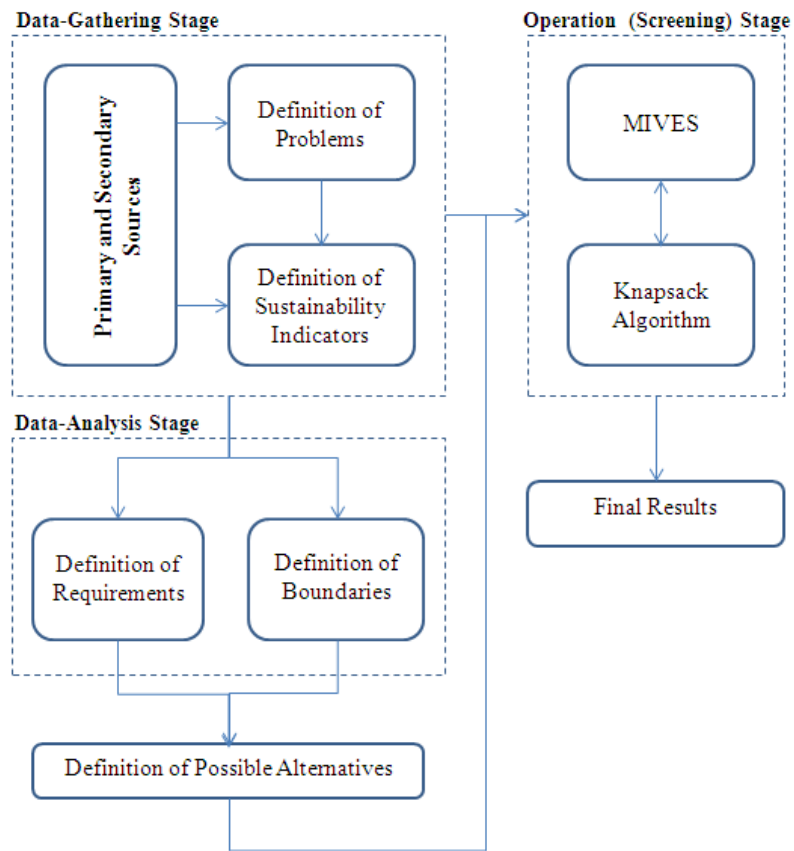 Data-Gathering Stage
Primary and Secondary
Sources
Definition of
Problems
Definition of
Sustainability
Indicators
Data-Analysis Stage
Definition of
Requirements
Definition of
Boundaries
Definition of Possible Alternatives
Operation (Screening) Stage
MIVES
Knapsack
Algorithm
Final Results